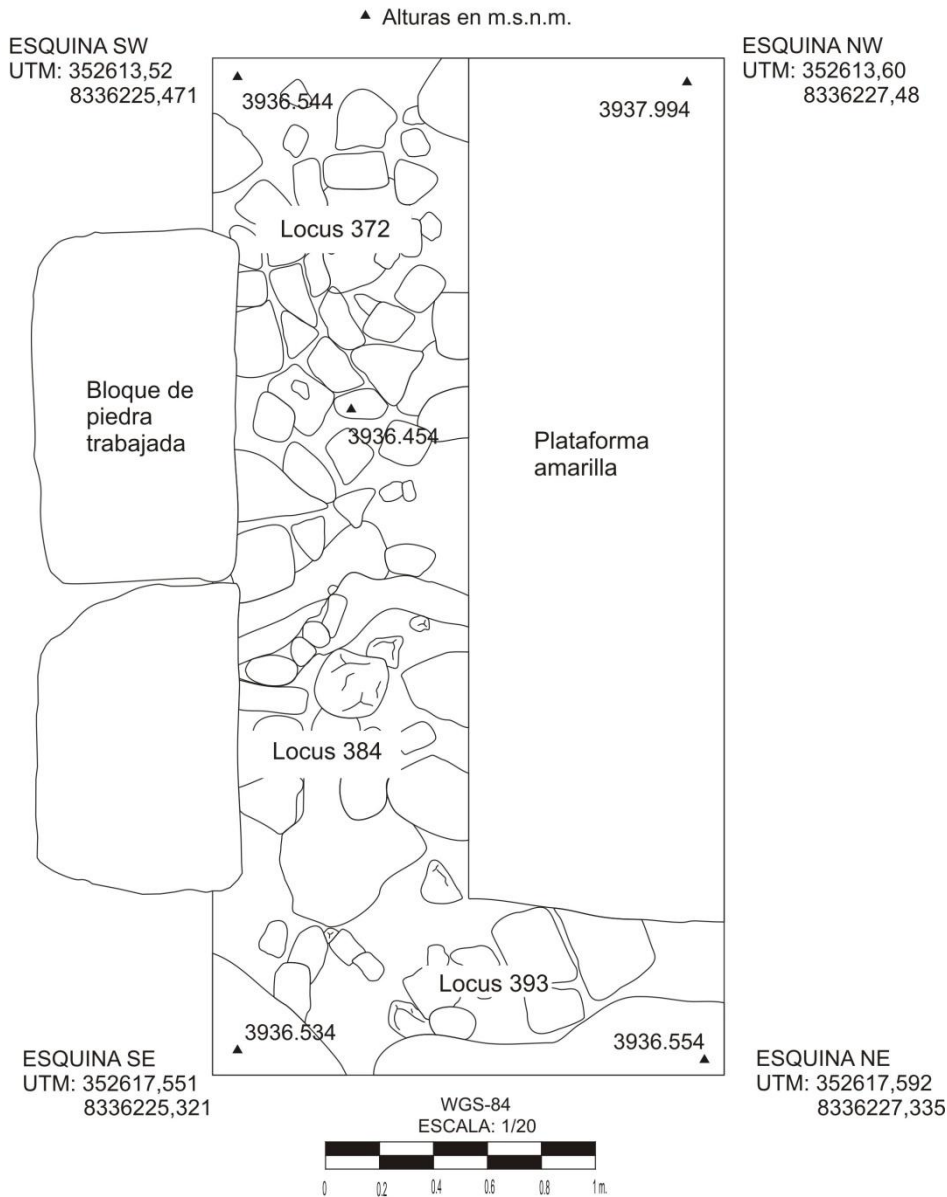 ▲ Alturas en m.s.n.m.
ESQUINA SW
UTM: 352613,52
8336225,471
ESQUINA NW
UTM: 352613,60
8336227,48
3936.544
3937.994
Locus 372
Bloque de
piedra
trabajada
3936.454
Plataforma
amarilla
Locus 384
Locus 393
3936.534
3936.554
ESQUINA SE
UTM: 352617,551
8336225,321
ESQUINA NE
UTM: 352617,592
8336227,335
WGS-84
ESCALA: 1/20
0 0.2 0.4 0.6 0.8 1 m.